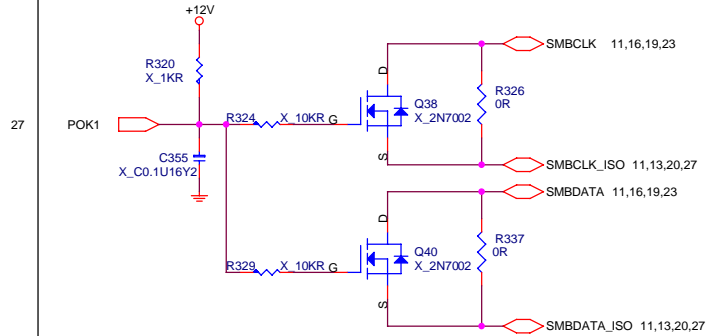 +12V
SMBCLK 11,16,19,23
R320
X_1KR
D
R326
0R
Q38
X_2N7002
27
POK1
R324
X_10KR
G
C355
X_C0.1U16Y2
S
SMBCLK_ISO 11,13,20,27
SMBDATA 11,16,19,23
D
R337
0R
Q40
X_2N7002
R329
X_10KR
G
S
SMBDATA_ISO 11,13,20,27